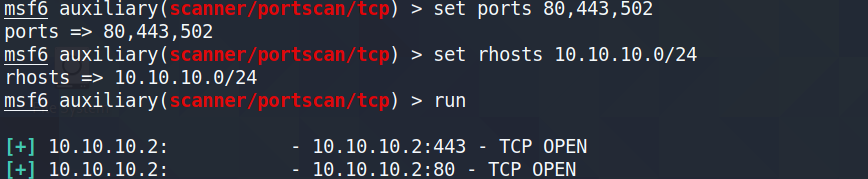 msf6 auxiliary(scanner/portscan/tcp) > set ports 80,443,502
ports => 80,443,502
msf6 auxiliary(scanner/portscan/tcp) > set rhosts 10.10.10.0/24
rhosts => 10.10.10.0/24
msf6 auxiliary(scanner/portscan/tcp) > run
[+] 10.10.10.2:           - 10.10.10.2:443 - TCP OPEN
[+] 10.10.10.2:           - 10.10.10.2:80 - TCP OPEN